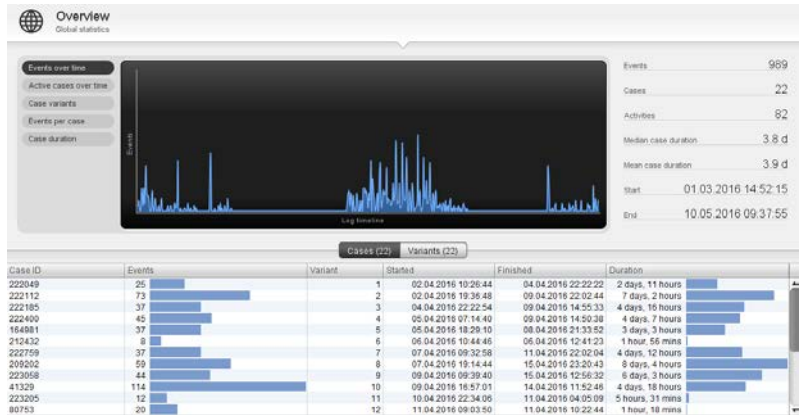 Overview
Global statistics
Events over time
Active cases over time
Case variants
Events per case
Case duration
Events
Log timeline
Events 989
Cases 22
Activities 82
Median case duration 3.8 d
Mean case duration 3.9 d
Start 01.03.2016 14:52:15
End 10.05.2016 09:37:55
Cases (22) Variants (22)
Case ID Events Variant Started Finished Duration
222049 25 1 02.04.2016 10:26:44 04.04.2016 22:22:22 2 days, 11 hours
222112 73 2 02.04.2016 19:36:48 09.04.2016 22:02:44 7 days, 2 hours
222185 37 3 04.04.2016 22:22:54 09.04.2016 14:55:33 4 days, 16 hours
222400 45 4 05.04.2016 07:14:40 09.04.2016 14:50:38 4 days, 7 hours
164981 37 5 05.04.2016 18:29:10 08.04.2016 21:33:52 3 days, 3 hours
212432 8 6 06.04.2016 10:44:46 06.04.2016 12:41:23 1 hour, 56 mins
222759 37 7 07.04.2016 09:32:58 11.04.2016 22:02:04 4 days, 12 hours
209202 59 8 07.04.2016 19:14:44 15.04.2016 23:20:43 8 days, 4 hours
223058 44 9 09.04.2016 09:39:40 15.04.2016 12:56:32 6 days, 3 hours
41329 114 10 09.04.2016 16:57:01 14.04.2016 11:52:46 4 days, 18 hours
223205 12 11 10.04.2016 22:34:06 11.04.2016 04:05:09 5 hours, 31 mins
80753 20 12 11.04.2016 09:03:50 11.04.2016 10:22:44 1 hour, 18 mins